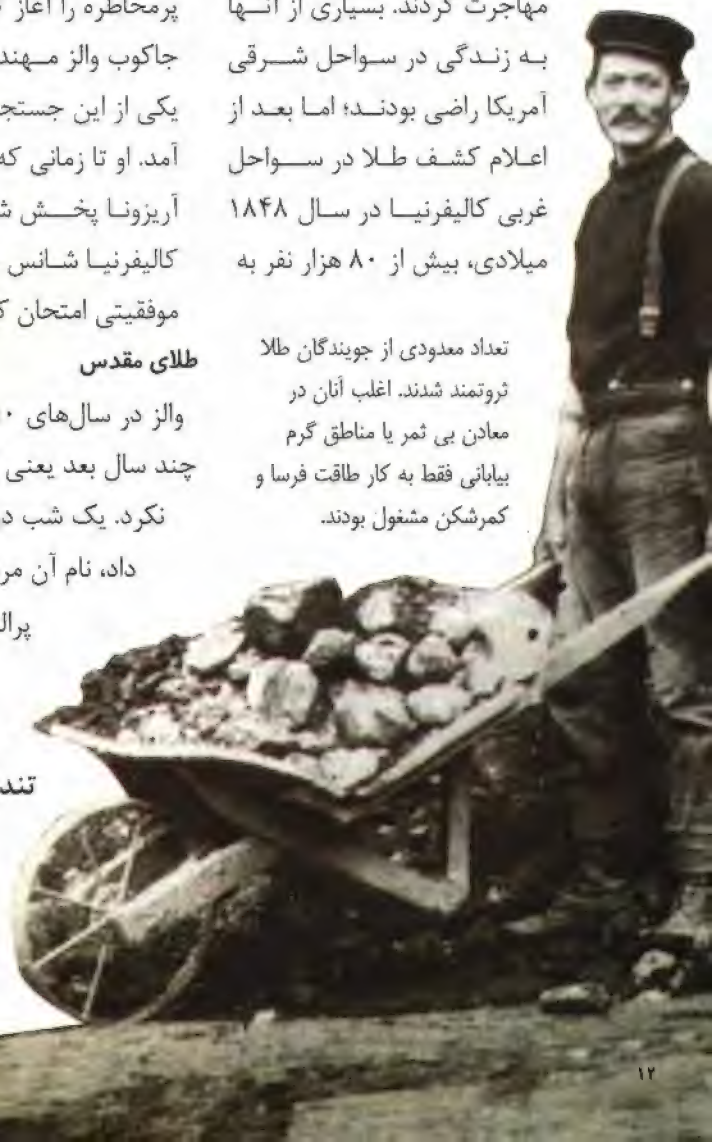 مهاجرت کردند. بسیاری از آنها
به زندگی در سواحل شرقی
آمریکا راضی بودند؛ اما بعد از
اعلام کشف طلا در سواحل
غربی کالیفرنیا در سال ۱۸۴۸
میلادی، بیش از ۸۰ هزار نفر به
تعداد معدودی از جویندگان طلا
ثروتمند شدند. اغلب آنان در
معادن بی ثمر یا مناطق گرم
بیابانی فقط به کار طاقت فرسا و
کمرشکن مشغول بودند.
پرمخاطره را آغاز
جاکوب والز مهند
یکی از این جستج
آمد. او تا زمانی که
آریزونا پخش ش
کالیفرنیا شانس
موفقیتی امتحان ک
طلای مقدس
والز در سال‌های
چند سال بعد یعنی
نکرد. یک شب د
داد، نام آن مر
پرال
تند
۱۲